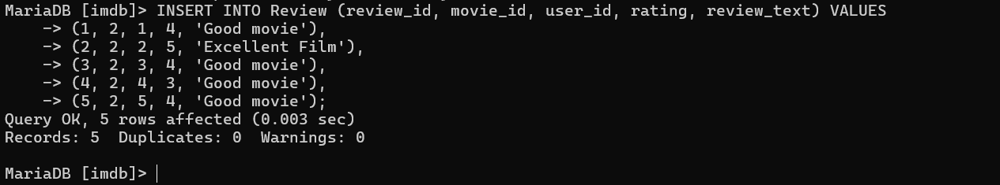 MariaDB [imdb]> INSERT INTO Review (review_id, movie_id, user_id, rating, review_text) VALUES
    -> (1, 2, 1, 4, 'Good movie'),
    -> (2, 2, 2, 5, 'Excellent Film'),
    -> (3, 2, 3, 4, 'Good movie'),
    -> (4, 2, 4, 3, 'Good movie'),
    -> (5, 2, 5, 4, 'Good movie');
Query OK, 5 rows affected (0.003 sec)
Records: 5  Duplicates: 0  Warnings: 0
MariaDB [imdb]>